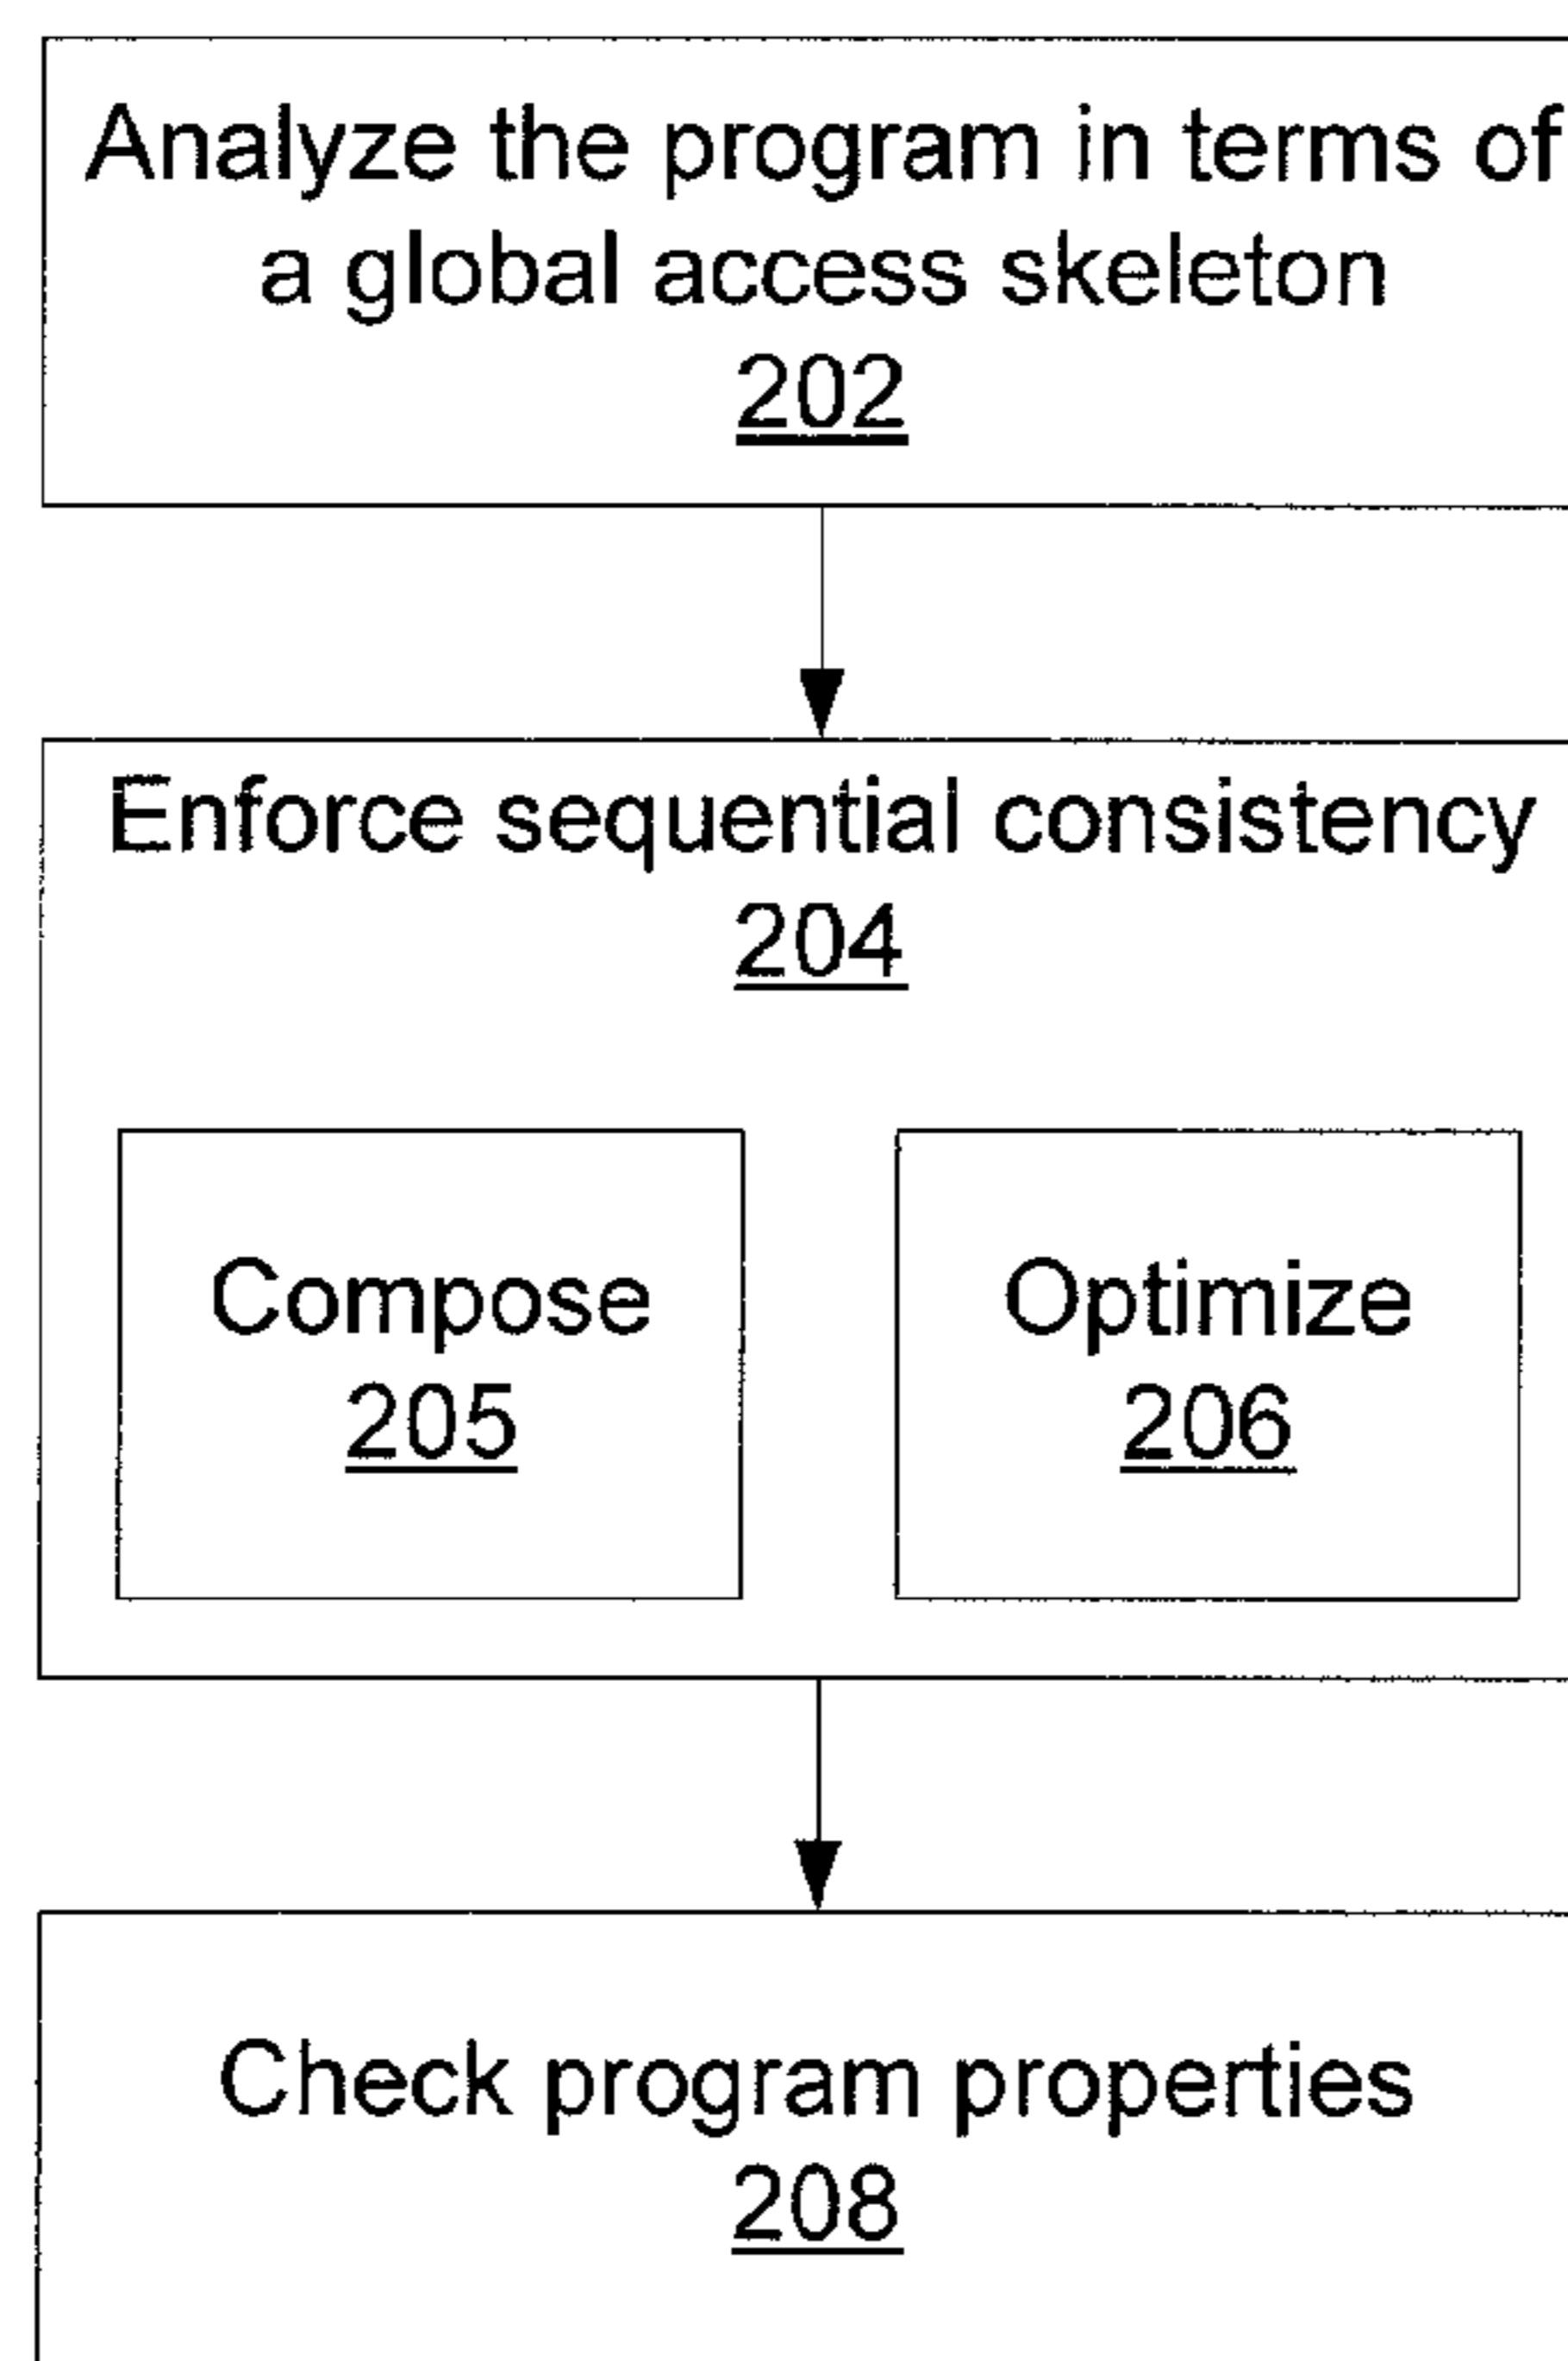 Analyze the program in terms of
a global access skeleton
202
Enforce sequential consistency
204
Compose
205
Optimize
206
Check program properties
208